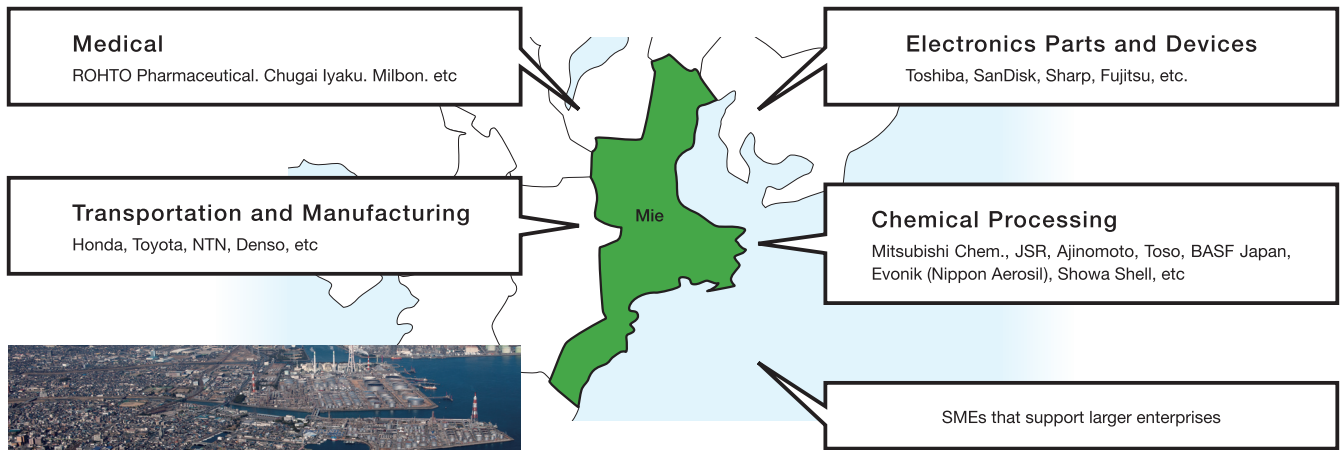 Medical
ROHTO Pharmaceutical. Chugai Iyaku. Milbon. etc
Electronics Parts and Devices
Toshiba, SanDisk, Sharp, Fujitsu, etc.
Transportation and Manufacturing
Honda, Toyota, NTN, Denso, etc
Mie
Chemical Processing
Mitsubishi Chem., JSR, Ajinomoto, Toso, BASF Japan,
Evonik (Nippon Aerosil), Showa Shell, etc
SMEs that support larger enterprises